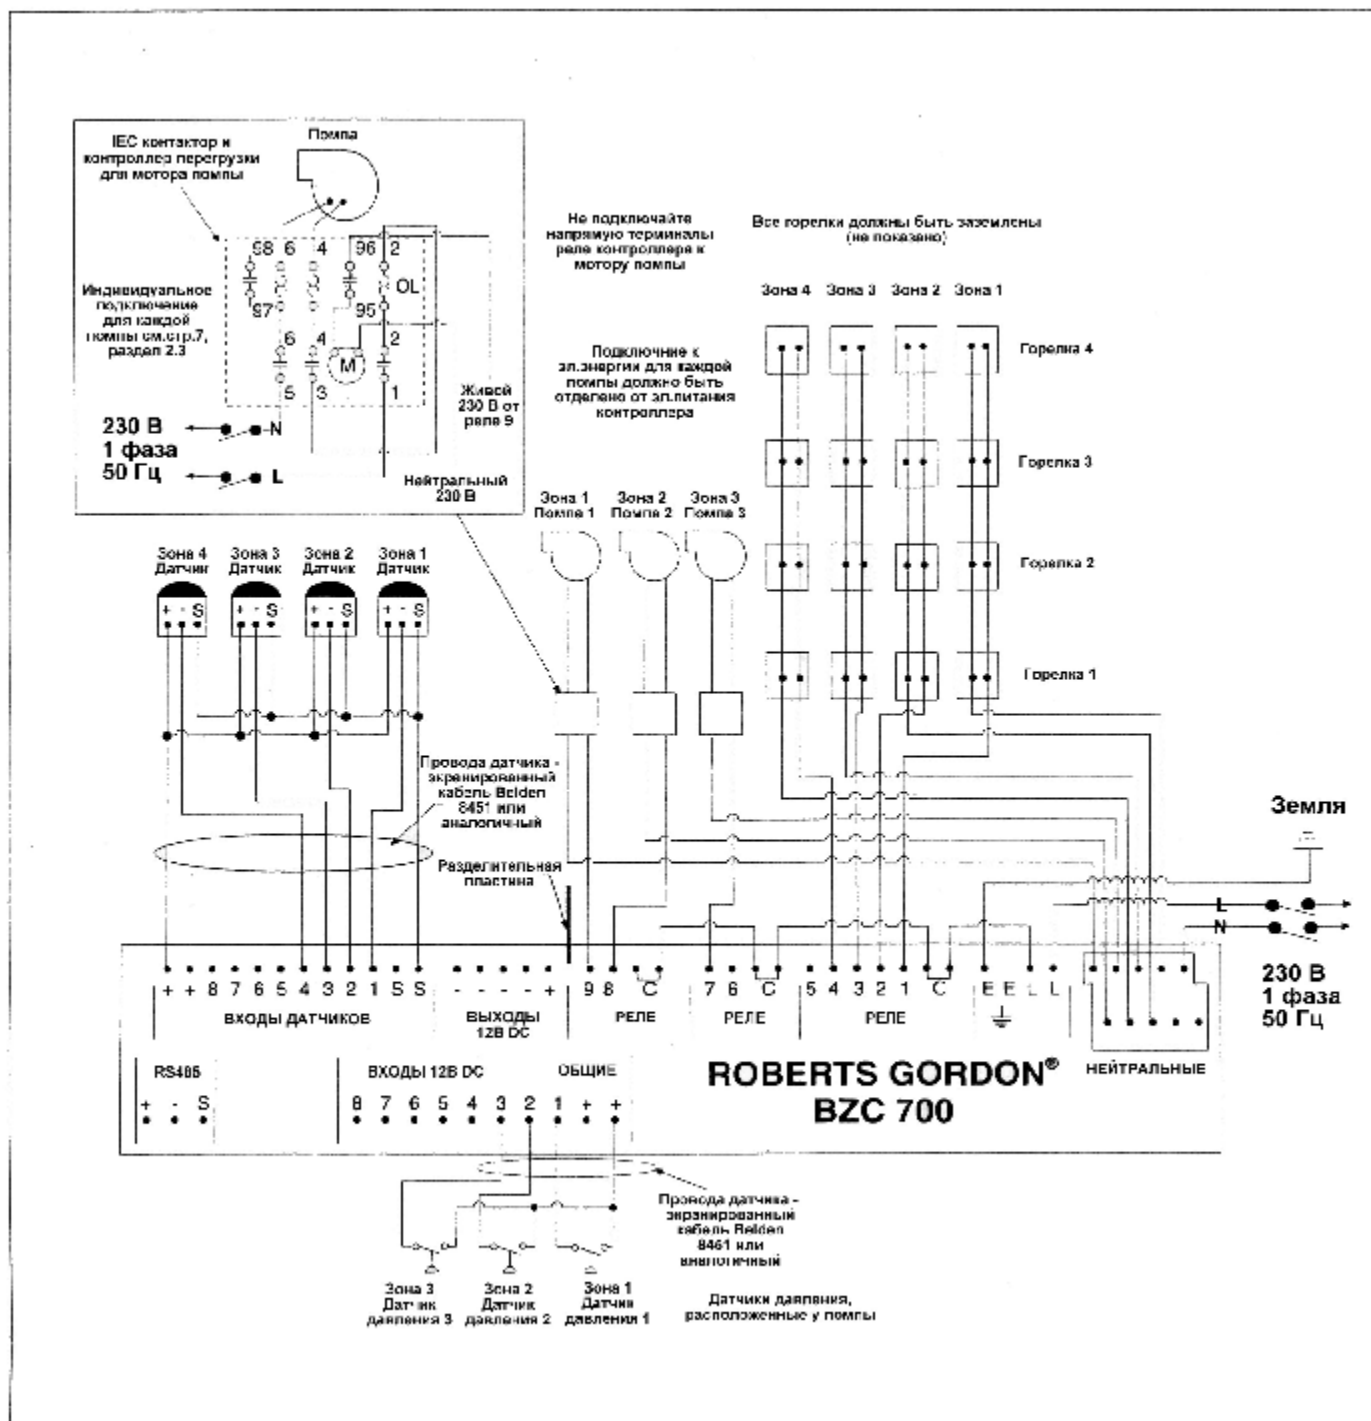 IEC контактор и
контроллер перегрузки
для мотора помпы
Помпа
98 6 4 96 2
OL
97 95
6 4 2
M
5 3 1
Индивидуальное
подключение
для каждой
помпы см.стр.7,
раздел 2.3
230 В
1 фаза
50 Гц
N
L
Живой
230 В от
реле 9
Нейтральный
230 В
Не подключайте
напрямую терминалы
реле контроллера к
мотору помпы
Подключние к
эл.энергии для каждой
помпы должно быть
отделено от эл.питания
контроллера
Все горелки должны быть заземлены
(не показано)
Зона 4 Зона 3 Зона 2 Зона 1
Горелка 4
Горелка 3
Горелка 2
Горелка 1
Зона 1 Зона 2 Зона 3
Помпа 1 Помпа 2 Помпа 3
Зона 4 Зона 3 Зона 2 Зона 1
Датчик Датчик Датчик Датчик
+ - S + - S + - S + - S
Провода датчика -
экранированный
кабель Belden
8451 или
аналогичный
Разделительная
пластина
Земля
L
N
230 В
1 фаза
50 Гц
+ + 8 7 6 5 4 3 2 1 S S - - - - + 9 8 C 7 6 C 5 4 3 2 1 C E E L L
ВХОДЫ ДАТЧИКОВ
ВЫХОДЫ
12В DC
РЕЛЕ РЕЛЕ РЕЛЕ
НЕЙТРАЛЬНЫЕ
RS485
+ - S
ВХОДЫ 12В DC ОБЩИЕ
8 7 6 5 4 3 2 1 + +
ROBERTS GORDON®
BZC 700
Провода датчика -
экранированный
кабель Belden
8461 или
аналогичный
Зона 3 Зона 2 Зона 1
Датчик Датчик Датчик
давления 3 давления 2 давления 1
Датчики давления,
расположенные у помпы